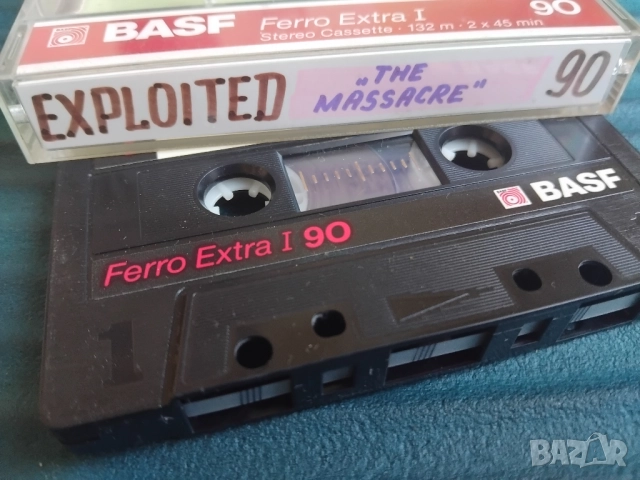 BASF Ferro Extra I 90
Stereo Cassette · 132 m · 2 x 45 min
EXPLOITED „THE MASSACRE" 90
BASF
Ferro Extra I 90
1
BAZAR